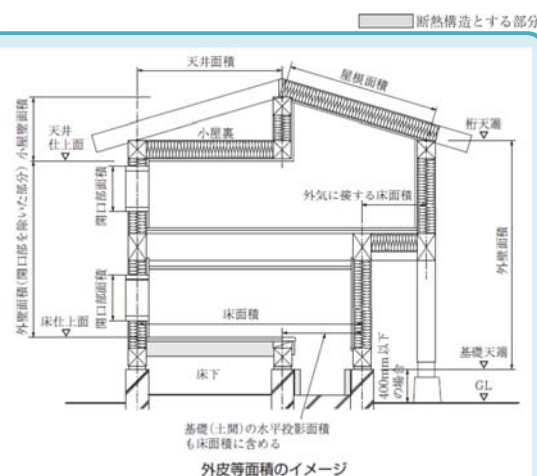 断熱構造とする部分
天井面積
屋根面積
小屋壁面積
天井
仕上面
小屋裏
桁天端
開口部面積
外気に接する床面積
外壁面積(開口部を除いた部分)
外壁面積
開口部面積
床仕上面
床面積
400mm以下
の場合
基礎天端
床下
GL
基礎(土間)の水平投影面積
も床面積に含める
外皮等面積のイメージ